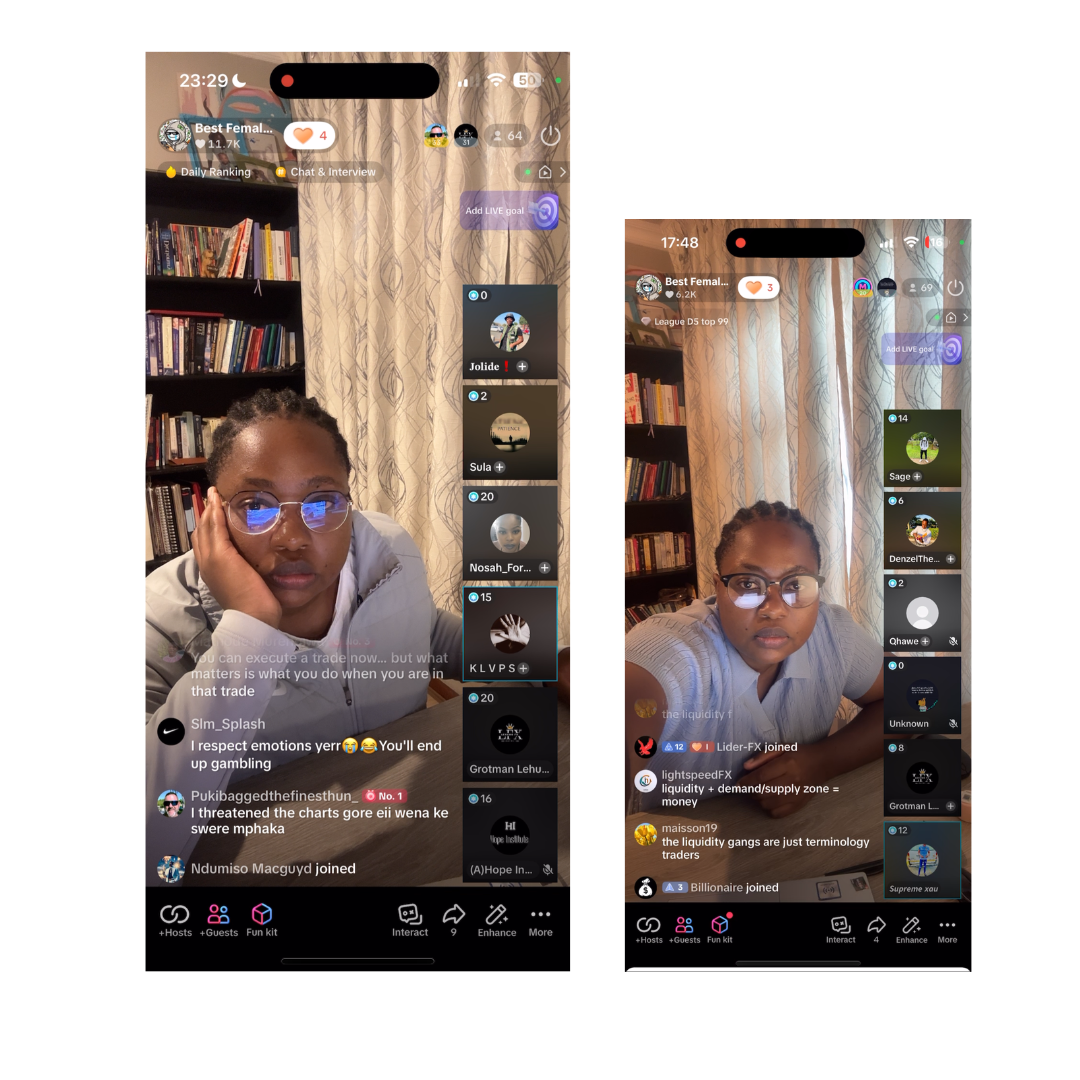 23:29
50
Best Femal...
11.7K
4
31
64
Daily Ranking
Chat & Interview
Add LIVE goal
0
Jolide❗
2
PATIENCE
Sula
20
Nosah_For...
15
K L V P S
20
LFX
Grotman Lehu...
16
HI
Hope Institute
(A)Hope In...
You can execute a trade now... but what
matters is what you do when you are in
that trade
Slm_Splash
I respect emotions yerr😭😂You'll end
up gambling
Pukibaggedthefinesthun_ No. 1
I threatened the charts gore eii wena ke
swere mphaka
Ndumiso Macguyd joined
+Hosts
+Guests
Fun kit
Interact
9
Enhance
More
17:48
16
Best Femal...
6.2K
3
69
League D5 top 99
Add LIVE goal
14
Sage
6
DenzelThe...
2
Qhawe
0
Unknown
8
LFX
Grotman L...
12
Supreme xau
the liquidity f
12 I Lider-FX joined
lightspeedFX
liquidity + demand/supply zone =
money
maisson19
the liquidity gangs are just terminology
traders
3 Billionaire joined
+Hosts
+Guests
Fun kit
Interact
4
Enhance
More